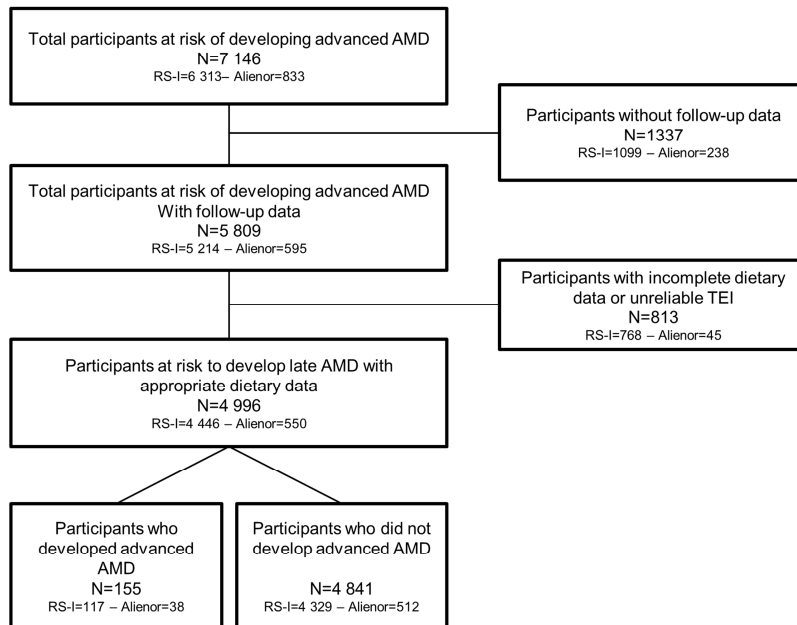 Total participants at risk of developing advanced AMD
N=7 146
RS-I=6 313– Alienor=833
Participants without follow-up data
N=1337
RS-I=1099 – Alienor=238
Total participants at risk of developing advanced AMD
With follow-up data
N=5 809
RS-I=5 214 – Alienor=595
Participants with incomplete dietary
data or unreliable TEI
N=813
RS-I=768 – Alienor=45
Participants at risk to develop late AMD with
appropriate dietary data
N=4 996
RS-I=4 446 – Alienor=550
Participants who
developed advanced
AMD
N=155
RS-I=117 – Alienor=38
Participants who did not
develop advanced AMD
N=4 841
RS-I=4 329 – Alienor=512